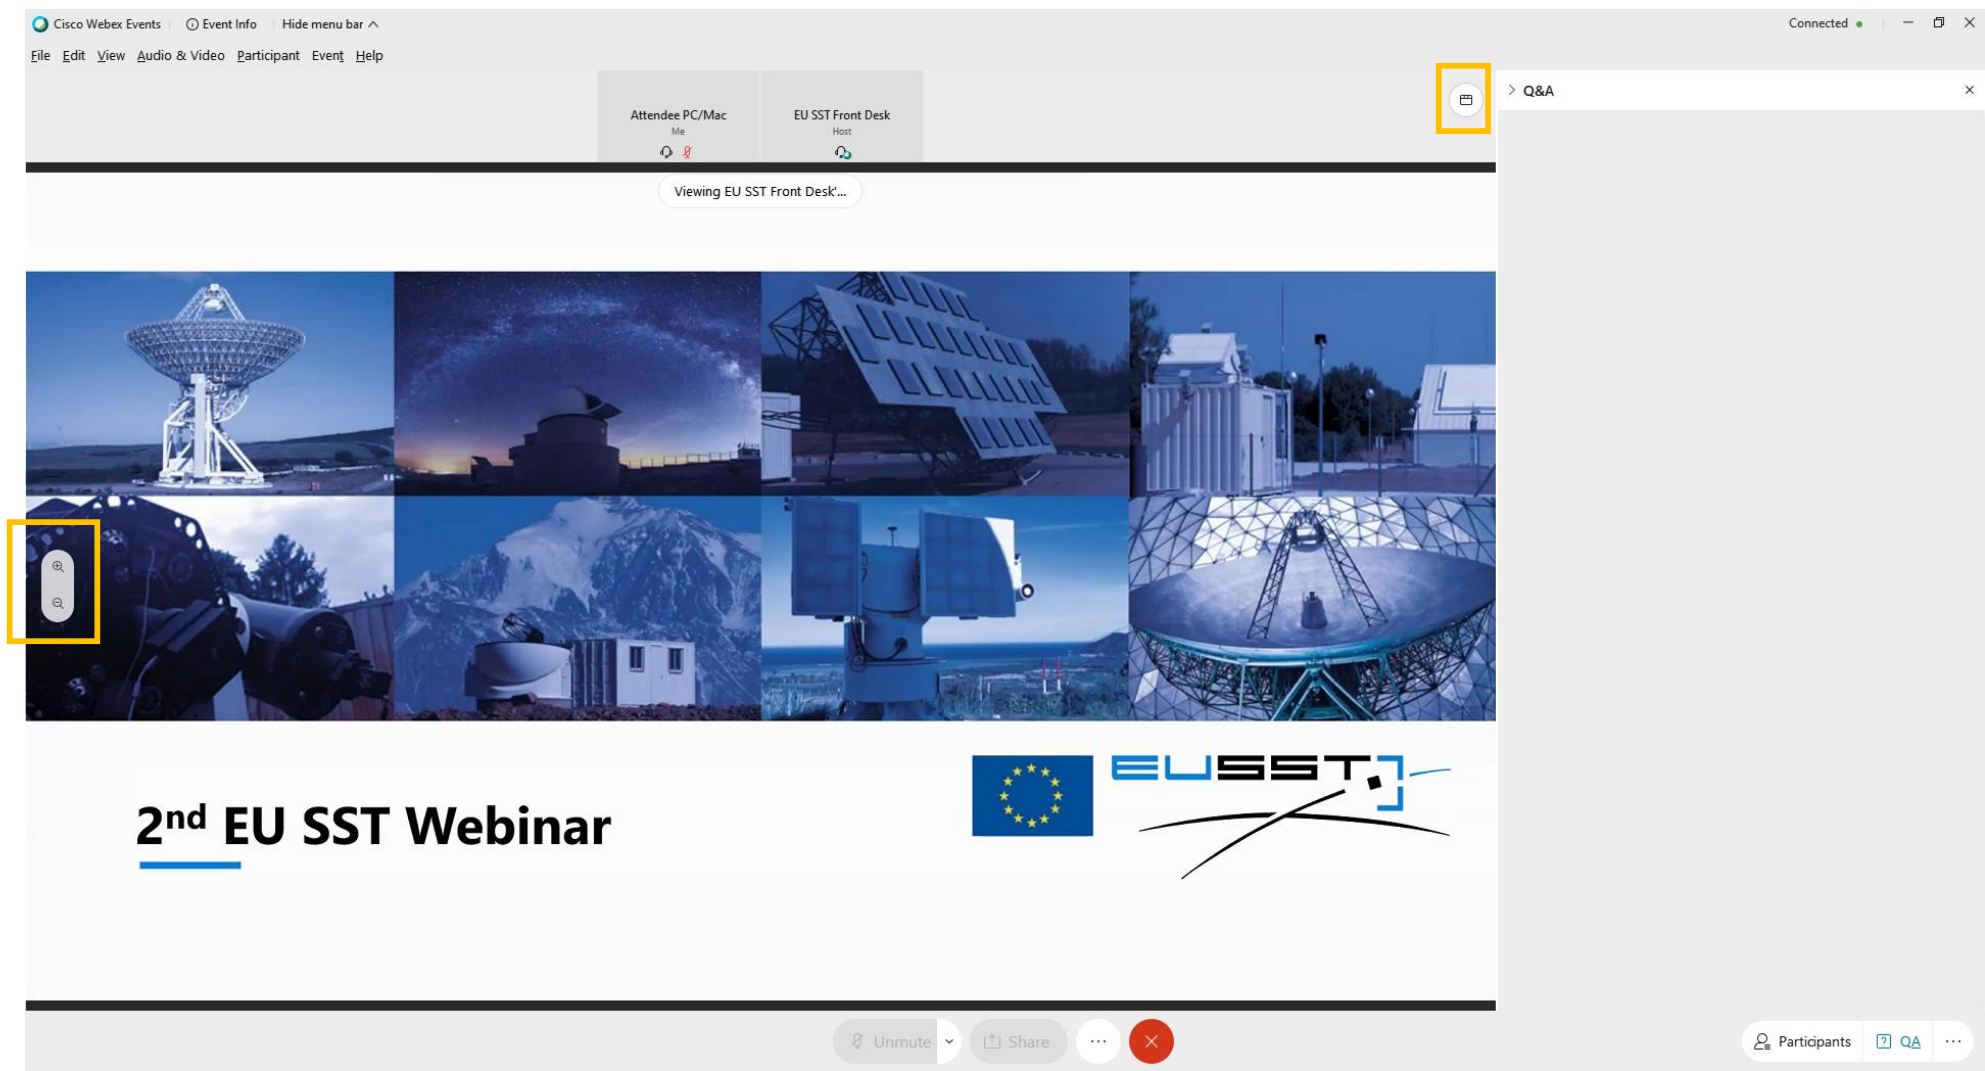 Cisco Webex Events Event Info Hide menu bar Connected
File Edit View Audio & Video Participant Event Help
Q&A
Attendee PC/Mac
Me
EU SST Front Desk
Host
Viewing EU SST Front Desk'...
EUSST
2nd EU SST Webinar
Unmute Share ... Participants QA ...